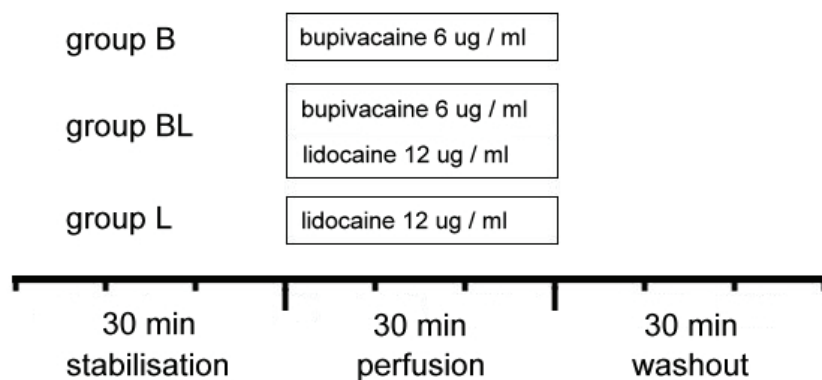 group B
bupivacaine 6 ug / ml
group BL
bupivacaine 6 ug / ml
lidocaine 12 ug / ml
group L
lidocaine 12 ug / ml
30 min
stabilisation
30 min
perfusion
30 min
washout